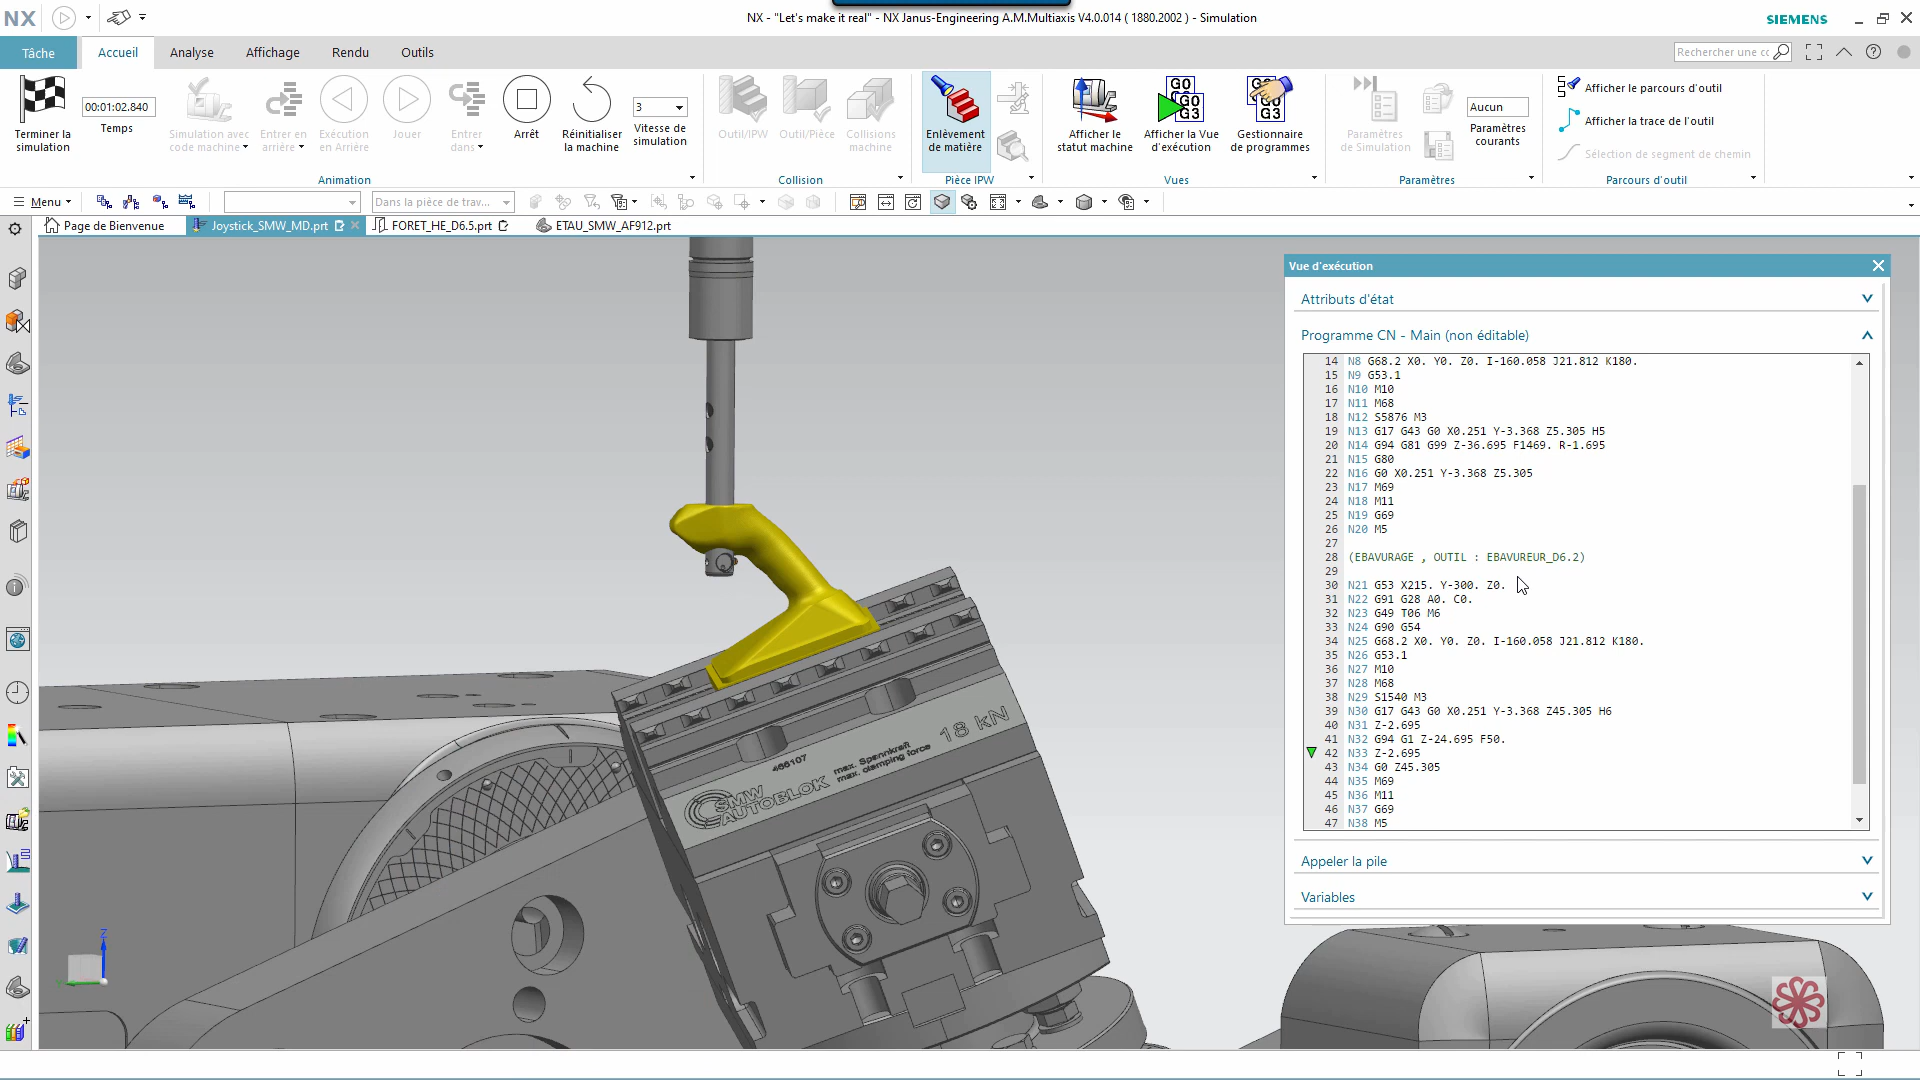 NX
NX - "Let's make it real" - NX Janus-Engineering A.M.Multiaxis V4.0.014 ( 1880.2002 ) - Simulation
SIEMENS
Tâche
Accueil
Analyse
Affichage
Rendu
Outils
Rechercher une cc
Terminer la simulation
00:01:02.840
Temps
Simulation avec code machine
Entrer en arrière
Exécution en Arrière
Jouer
Entrer dans
Arrêt
Réinitialiser la machine
3
Vitesse de simulation
Outil/IPW
Outil/Pièce
Collisions machine
Enlèvement de matière
Afficher le statut machine
G0 G0 G3
Afficher la Vue d'exécution
Gestionnaire de programmes
Paramètres de Simulation
Aucun
Paramètres courants
Afficher le parcours d'outil
Afficher la trace de l'outil
Sélection de segment de chemin
Animation
Collision
Pièce IPW
Vues
Paramètres
Parcours d'outil
Menu
Dans la pièce de trav...
Page de Bienvenue
Joystick_SMW_MD.prt
FORET_HE_D6.5.prt
ETAU_SMW_AF912.prt
Vue d'exécution
Attributs d'état
Programme CN - Main (non éditable)
14 N8 G68.2 X0. Y0. Z0. I-160.058 J21.812 K180.
15 N9 G53.1
16 N10 M10
17 N11 M68
18 N12 S5876 M3
19 N13 G17 G43 G0 X0.251 Y-3.368 Z5.305 H5
20 N14 G94 G81 G99 Z-36.695 F1469. R-1.695
21 N15 G80
22 N16 G0 X0.251 Y-3.368 Z5.305
23 N17 M69
24 N18 M11
25 N19 G69
26 N20 M5
27
28 (EBAVURAGE , OUTIL : EBAVUREUR_D6.2)
29
30 N21 G53 X215. Y-300. Z0.
31 N22 G91 G28 A0. C0.
32 N23 G49 T06 M6
33 N24 G90 G54
34 N25 G68.2 X0. Y0. Z0. I-160.058 J21.812 K180.
35 N26 G53.1
36 N27 M10
37 N28 M68
38 N29 S1540 M3
39 N30 G17 G43 G0 X0.251 Y-3.368 Z45.305 H6
40 N31 Z-2.695
41 N32 G94 G1 Z-24.695 F50.
42 N33 Z-2.695
43 N34 G0 Z45.305
44 N35 M69
45 N36 M11
46 N37 G69
47 N38 M5
Appeler la pile
Variables
466107
max. Spannkraft
max. clamping force
18 kN
SMW
AUTOBLOK
Z
Y